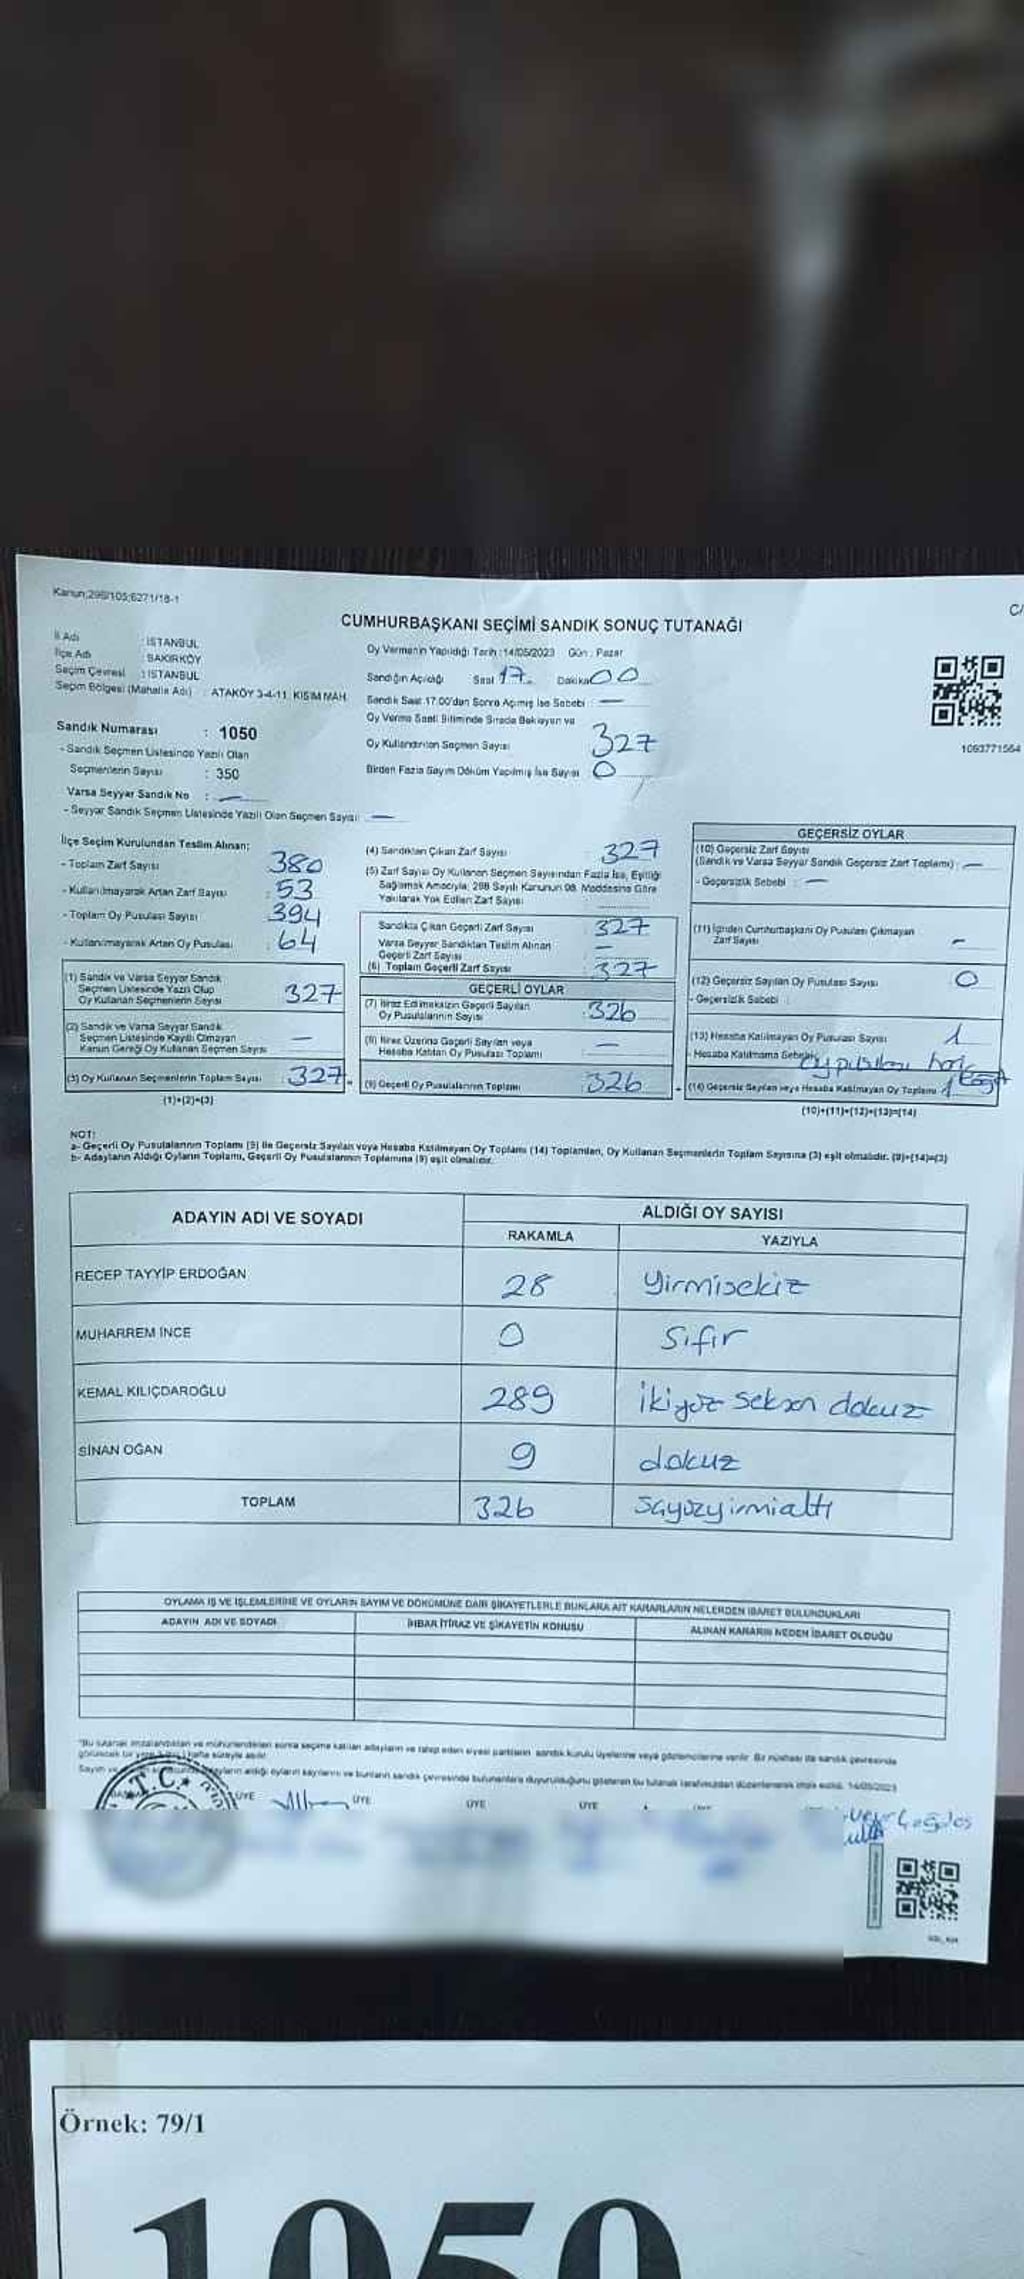 Kanun;298/105;6271/18-1
C/
CUMHURBAŞKANI SEÇİMİ SANDIK SONUÇ TUTANAĞI
İl Adı : İSTANBUL
İlçe Adı : BAKIRKÖY
Seçim Çevresi : İSTANBUL
Seçim Bölgesi (Mahalle Adı) : ATAKÖY 3-4-11. KISIM MAH.
Oy Vermenin Yapıldığı Tarih :14/05/2023 Gün : Pazar
Sandığın Açıldığı Saat 17 Dakika 00
Sandık Saat 17:00'dan Sonra Açılmış İse Sebebi : —
Oy Verme Saati Bitiminde Sırada Bekleyen ve
Oy Kullandırılan Seçmen Sayısı 327
Birden Fazla Sayım Döküm Yapılmış İse Sayısı 0
1093771564
Sandık Numarası : 1050
- Sandık Seçmen Listesinde Yazılı Olan
Seçmenlerin Sayısı : 350
Varsa Seyyar Sandık No : —
- Seyyar Sandık Seçmen Listesinde Yazılı Olan Seçmen Sayısı : —
İlçe Seçim Kurulundan Teslim Alınan:
- Toplam Zarf Sayısı 380
- Kullanılmayarak Artan Zarf Sayısı : 53
- Toplam Oy Pusulası Sayısı 394
- Kullanılmayarak Artan Oy Pusulası : 64
(1) Sandık ve Varsa Seyyar Sandık
Seçmen Listesinde Yazılı Olup
Oy Kullanan Seçmenlerin Sayısı 327
(2) Sandık ve Varsa Seyyar Sandık
Seçmen Listesinde Kayıtlı Olmayan
Kanun Gereği Oy Kullanan Seçmen Sayısı —
(3) Oy Kullanan Seçmenlerin Toplam Sayısı : 327
(1)+(2)=(3)
(4) Sandıktan Çıkan Zarf Sayısı 327
(5) Zarf Sayısı Oy Kullanan Seçmen Sayısından Fazla İse, Eşitliği
Sağlamak Amacıyla, 298 Sayılı Kanunun 98. Maddesine Göre
Yakılarak Yok Edilen Zarf Sayısı
Sandıkta Çıkan Geçerli Zarf Sayısı : 327
Varsa Seyyar Sandıktan Teslim Alınan
Geçerli Zarf Sayısı —
(6) Toplam Geçerli Zarf Sayısı : 327
GEÇERLİ OYLAR
(7) İtiraz Edilmeksizin Geçerli Sayılan
Oy Pusulalarının Sayısı : 326
(8) İtiraz Üzerine Geçerli Sayılan veya
Hesaba Katılan Oy Pusulası Toplamı —
(9) Geçerli Oy Pusulalarının Toplamı : 326
GEÇERSİZ OYLAR
(10) Geçersiz Zarf Sayısı
(Sandık ve Varsa Seyyar Sandık Geçersiz Zarf Toplamı) : —
- Geçersizlik Sebebi : —
(11) İçinden Cumhurbaşkanı Oy Pusulası Çıkmayan
Zarf Sayısı —
(12) Geçersiz Sayılan Oy Pusulası Sayısı 0
- Geçersizlik Sebebi :
(13) Hesaba Katılmayan Oy Pusulası Sayısı 1
- Hesaba Katılmama Sebebi
(14) Geçersiz Sayılan veya Hesaba Katılmayan Oy Toplamı 1
(10)+(11)+(12)+(13)=(14)
NOT:
a- Geçerli Oy Pusulalarının Toplamı (9) ile Geçersiz Sayılan veya Hesaba Katılmayan Oy Toplamı (14) Toplamları, Oy Kullanan Seçmenlerin Toplam Sayısına (3) eşit olmalıdır. (9)+(14)=(3)
b- Adayların Aldığı Oyların Toplamı, Geçerli Oy Pusulalarının Toplamına (9) eşit olmalıdır.
ADAYIN ADI VE SOYADI ALDIĞI OY SAYISI
RAKAMLA YAZIYLA
RECEP TAYYİP ERDOĞAN 28 Yirmisekiz
MUHARREM İNCE 0 Sıfır
KEMAL KILIÇDAROĞLU 289 İkiyüz seksen dokuz
SİNAN OĞAN 9 dokuz
TOPLAM 326
OYLAMA İŞ VE İŞLEMLERİNE VE OYLARIN SAYIM VE DÖKÜMÜNE DAİR ŞİKAYETLERLE BUNLARA AİT KARARLARIN NELERDEN İBARET BULUNDUKLARI
ADAYIN ADI VE SOYADI İHBAR İTİRAZ VE ŞİKAYETİN KONUSU ALINAN KARARIN NEDEN İBARET OLDUĞU
T.C.
ÜYE ÜYE ÜYE ÜYE
Örnek: 79/1
1050